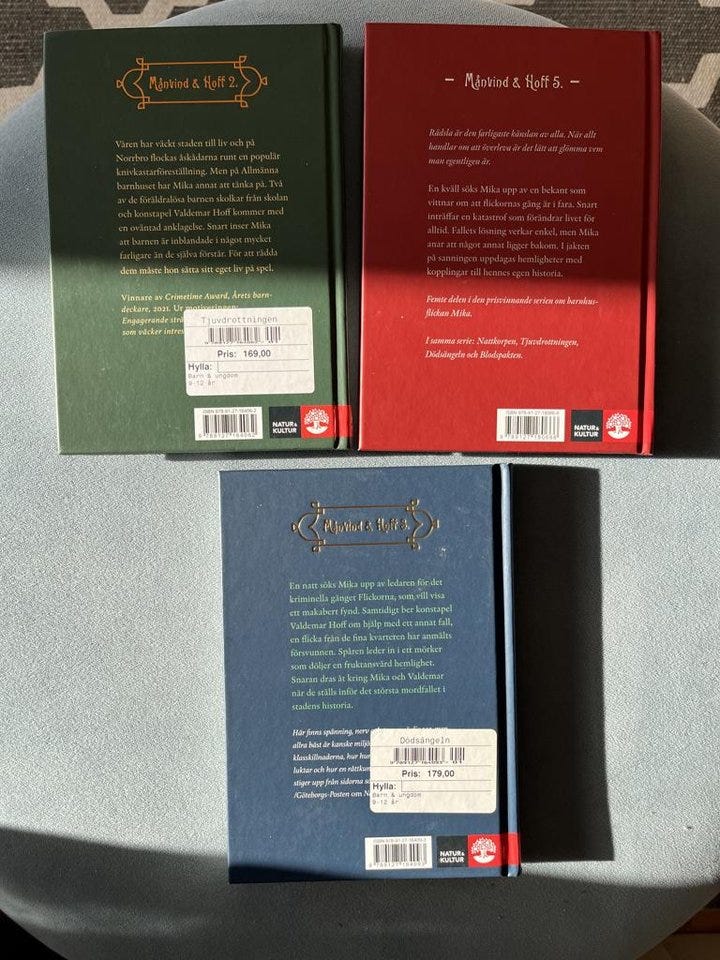 Månvind & Hoff 2.
Våren har väckt staden till liv och på
Norrbro flockas åskådarna runt en populär
knivkastarföreställning. Men på Allmänna
barnhuset har Mika annat att tänka på. Två
av de föräldralösa barnen skolkar från skolan
och konstapel Valdemar Hoff kommer med
en oväntad anklagelse. Snart inser Mika
att barnen är inblandade i något mycket
farligare än de själva förstår. För att rädda
dem måste hon sätta sitt eget liv på spel.
Vinnare av Crimetime Award, Årets barn-
deckare, 2021. Ur motiveringen:
Engagerande
som väcker
Tjuvdrottningen
Pris: 169,00
Hylla:
Barn & ungdom
9-12 år
NATUR &
KULTUR
– Månvind & Hoff 5. –
Rädsla är den farligaste känslan av alla. När allt
handlar om att överleva är det lätt att glömma vem
man egentligen är.
En kväll söks Mika upp av en bekant som
vittnar om att flickornas gäng är i fara. Snart
inträffar en katastrof som förändrar livet för
alltid. Fallets lösning verkar enkel, men Mika
anar att något annat ligger bakom. I jakten
på sanningen uppdagas hemligheter med
kopplingar till hennes egen historia.
Femte delen i den prisvinnande serien om barnhus-
flickan Mika.
I samma serie: Nattkorpen, Tjuvdrottningen,
Dödsängeln och Blodspakten.
NATUR &
KULTUR
Månvind & Hoff 3.
En natt söks Mika upp av ledaren för det
kriminella gänget Flickorna, som vill visa
ett makabert fynd. Samtidigt ber konstapel
Valdemar Hoff om hjälp med ett annat fall,
en flicka från de fina kvarteren har anmälts
försvunnen. Spåren leder in i ett mörker
som döljer en fruktansvärd hemlighet.
Snaran dras åt kring Mika och Valdemar
när de ställs inför det största mordfallet i
stadens historia.
Här finns spänning, nerv
allra bäst är kanske
klasskillnaderna, hur
luktar och hur en
stiger upp från sidorna
/Göteborgs-Posten om
Dödsängeln
Pris: 179,00
Hylla:
Barn & ungdom
9-12 år
NATUR &
KULTUR